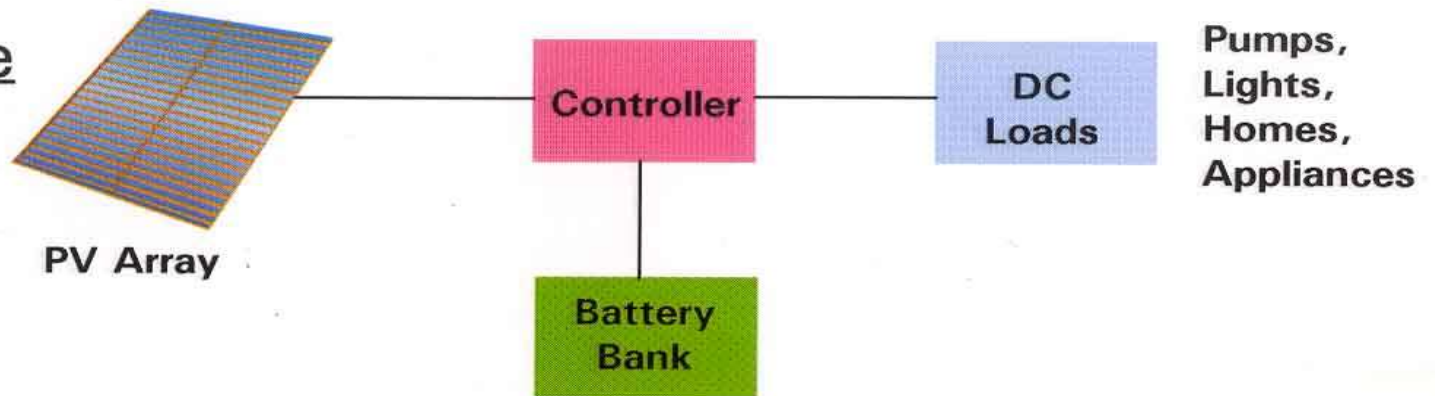 e
PV Array
Controller
Battery
Bank
DC
Loads
Pumps,
Lights,
Homes,
Appliances